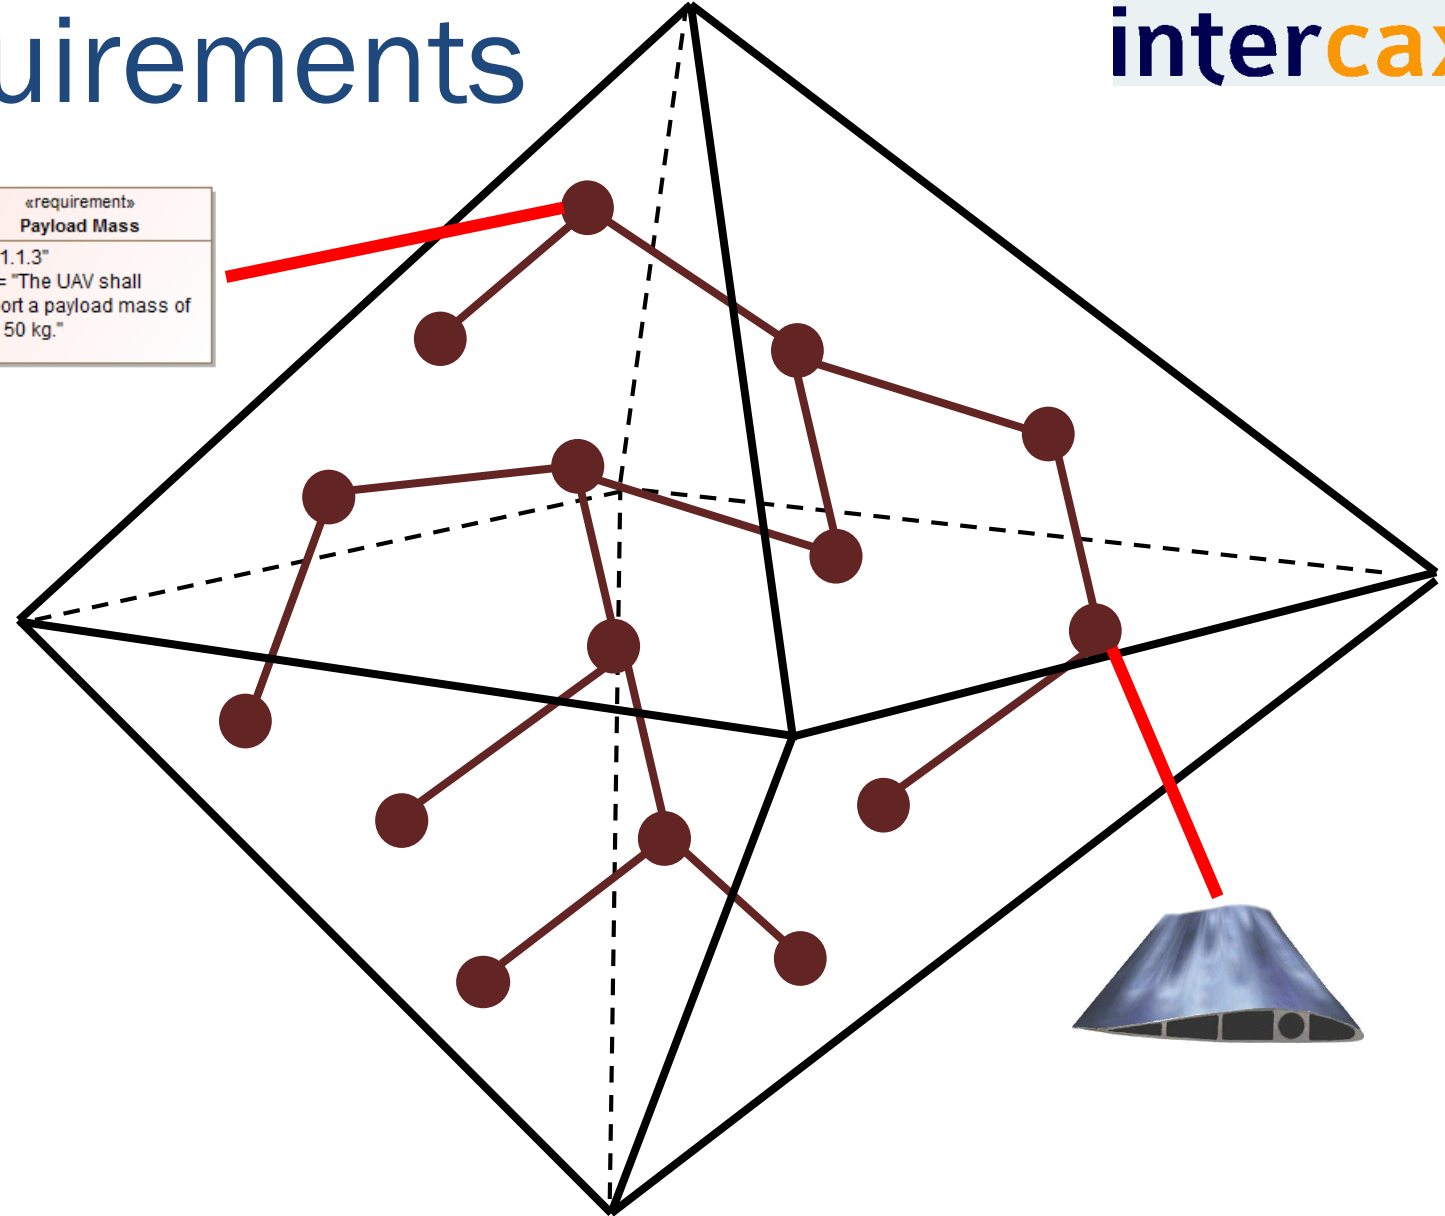 uirements
intercax
«requirement»
Payload Mass
1.1.3"
= "The UAV shall
ort a payload mass of
50 kg."